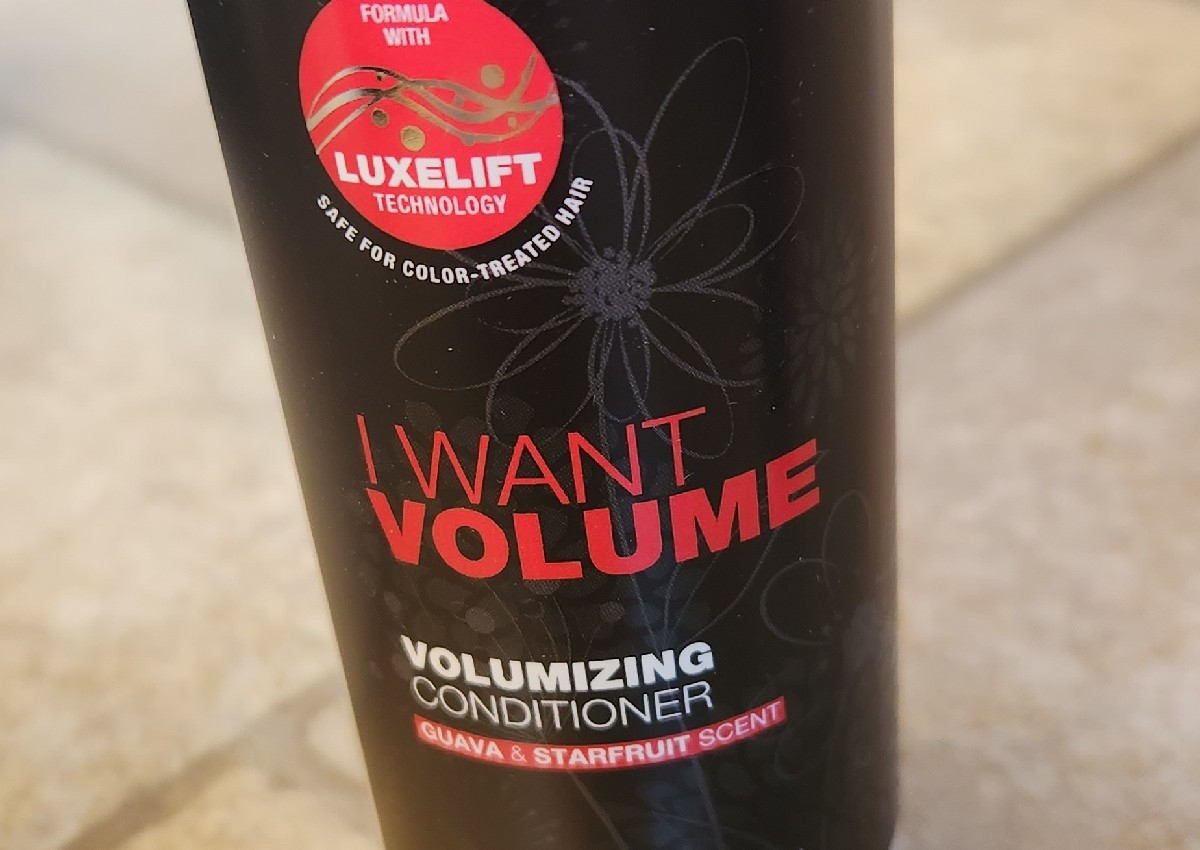 FORMULA
WITH
LUXELIFT
TECHNOLOGY
SAFE FOR COLOR-TREATED HAIR
I WANT
VOLUME
VOLUMIZING
CONDITIONER
GUAVA & STARFRUIT SCENT